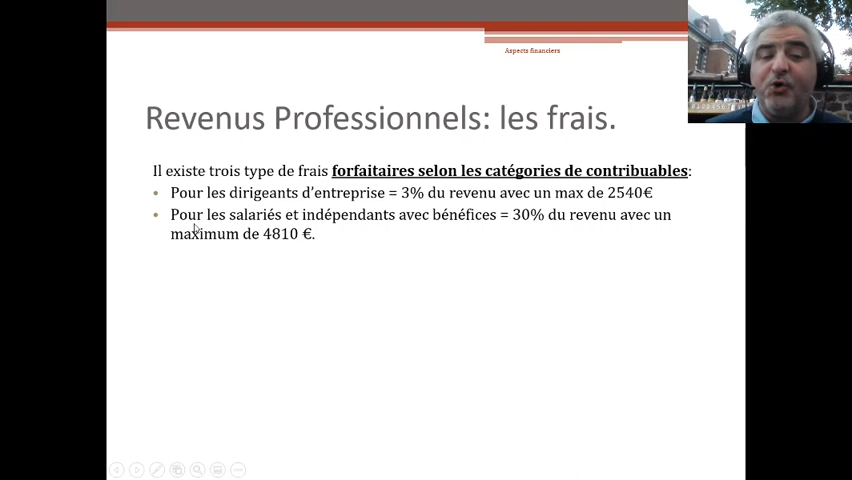 Aspects financiers
Revenus Professionnels: les frais.
Il existe trois type de frais forfaitaires selon les catégories de contribuables:
• Pour les dirigeants d’entreprise = 3% du revenu avec un max de 2540€
• Pour les salariés et indépendants avec bénéfices = 30% du revenu avec un
maximum de 4810 €.